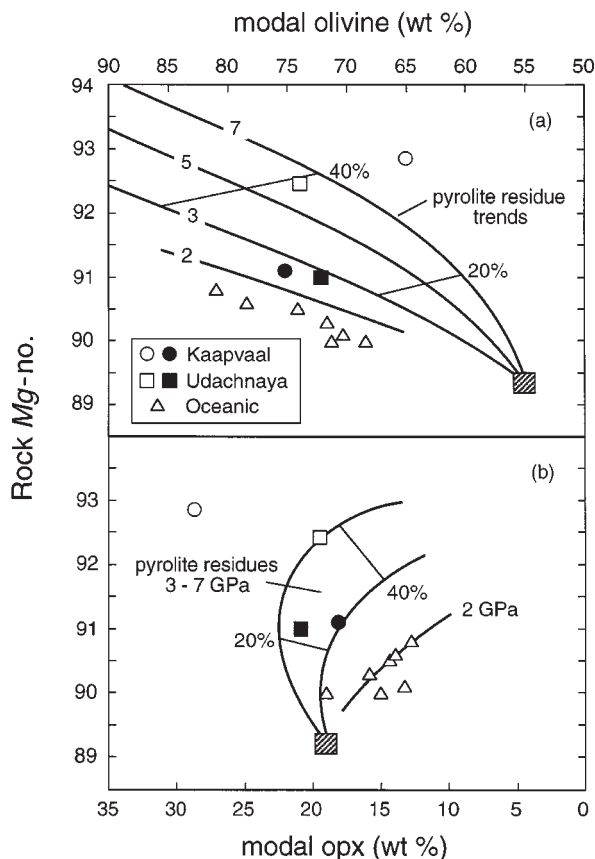 modal olivine (wt %)
90 85 80 75 70 65 60 55 50
94
93
92
91
90
89
(a)
7
5
3
2
40%
20%
pyrolite residue
trends
Kaapvaal
Udachnaya
Oceanic
Rock Mg-no.
(b)
93
92
91
90
89
pyrolite residues
3 - 7 GPa
20%
40%
2 GPa
35 30 25 20 15 10 5 0
modal opx (wt %)